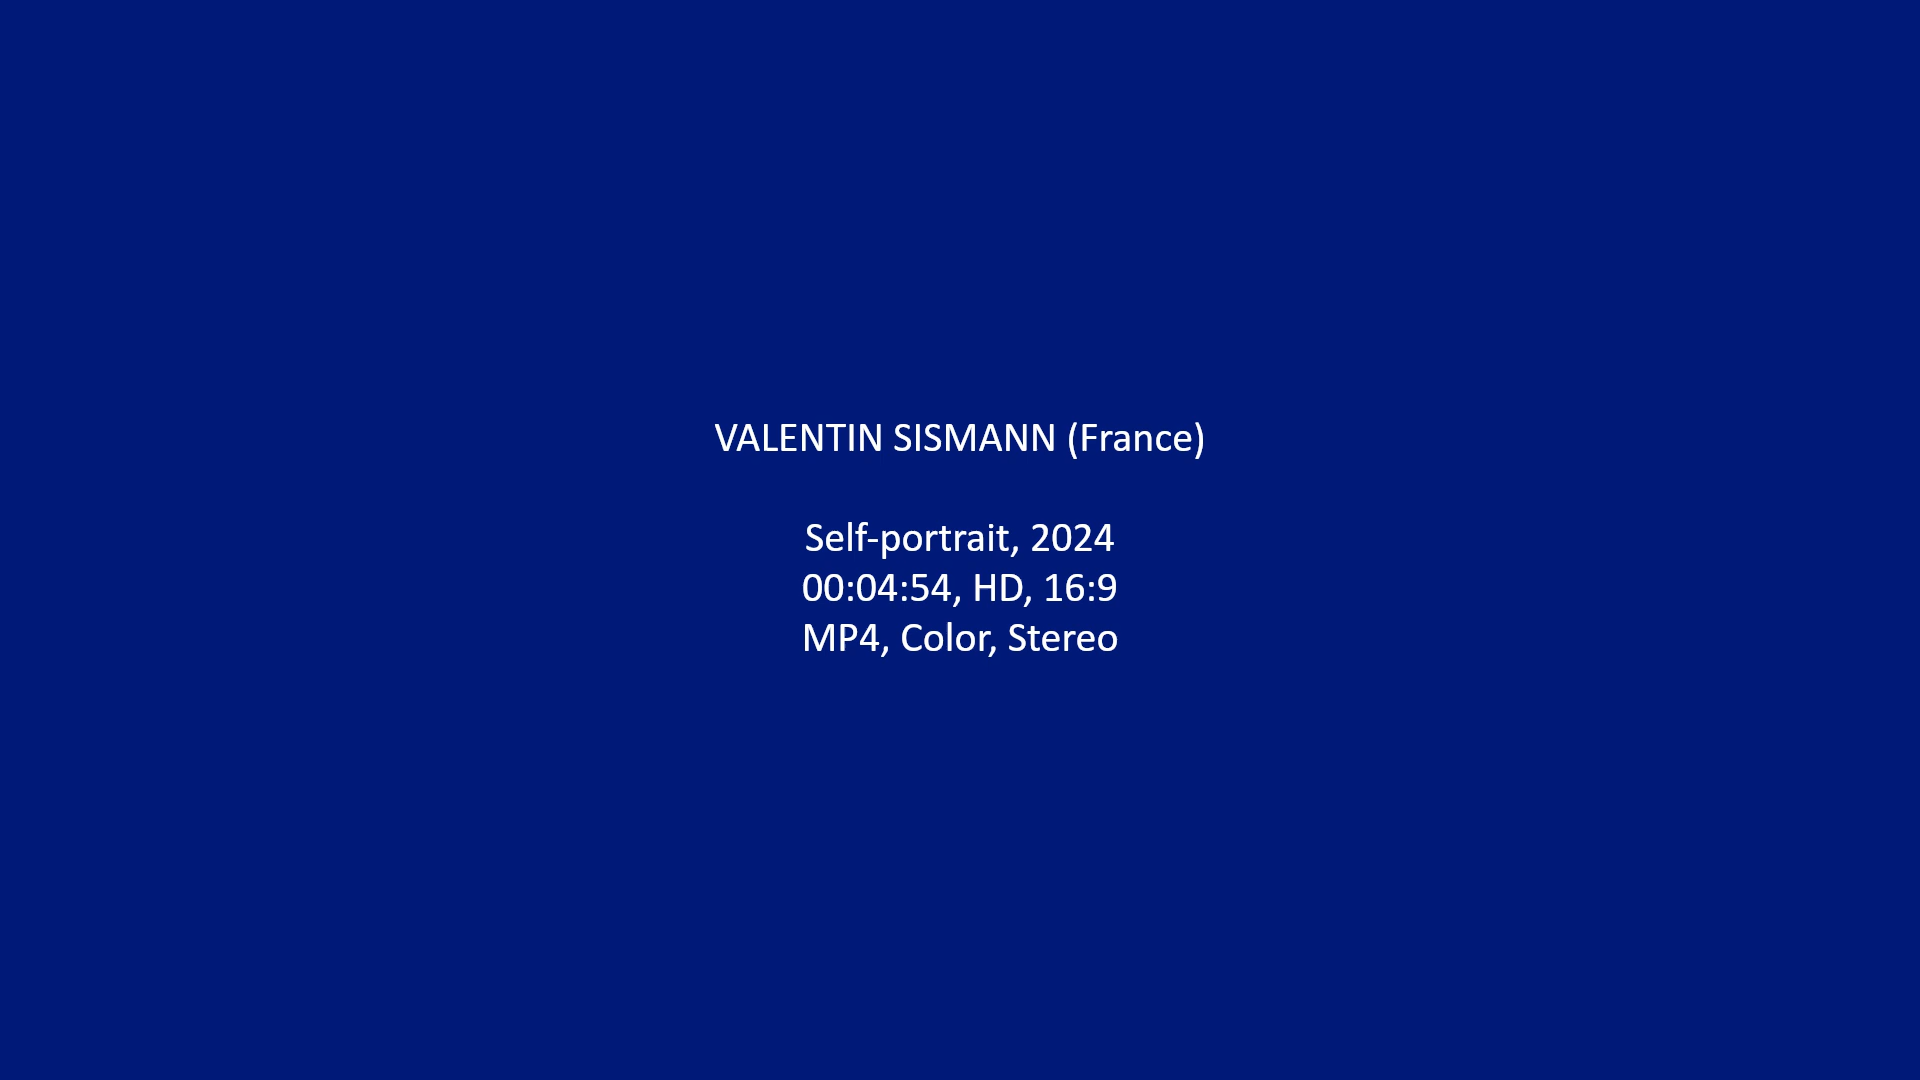 VALENTIN SISMANN (France)
Self-portrait, 2024
00:04:54, HD, 16:9
MP4, Color, Stereo